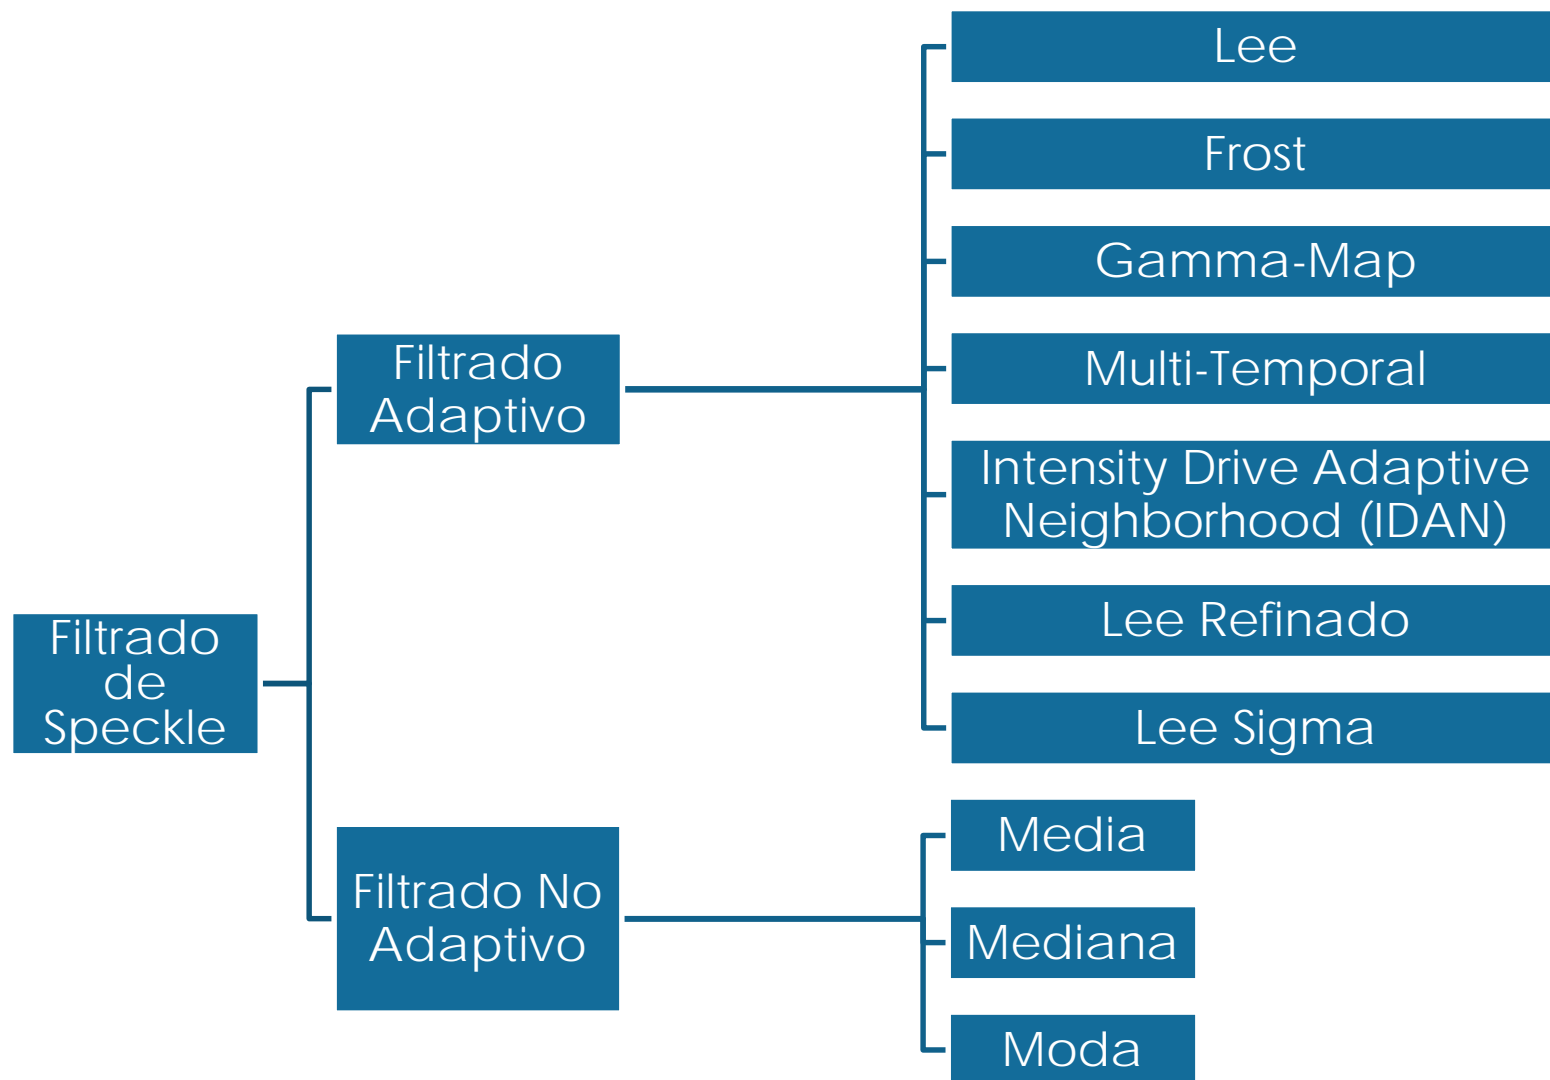 Filtrado
de
Speckle
Filtrado
Adaptivo
Lee
Frost
Gamma-Map
Multi-Temporal
Intensity Drive Adaptive
Neighborhood (IDAN)
Lee Refinado
Lee Sigma
Filtrado No
Adaptivo
Media
Mediana
Moda